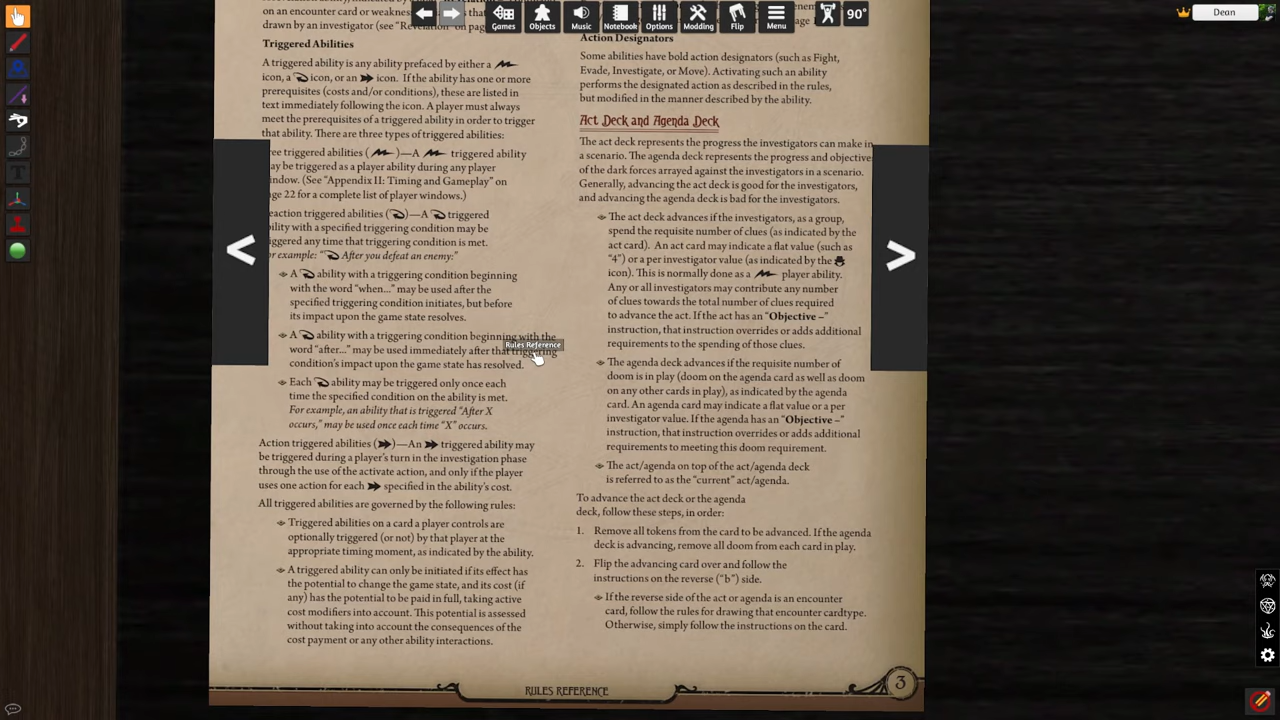 Games
Objects
Music
Notebook
Options
Modding
Flip
Menu
90°
Dean
drawn by an investigator (see "Revelation" on
Triggered Abilities
A triggered ability is any ability prefaced by either a
icon, a icon, or an icon. If the ability has one or more
prerequisites (costs and/or conditions), these are listed in
text immediately following the icon. A player must always
meet the prerequisites of a triggered ability in order to trigger
that ability. There are three types of triggered abilities:
ree triggered abilities ( )—A triggered ability
may be triggered as a player ability during any player
window. (See "Appendix II: Timing and Gameplay" on
ge 22 for a complete list of player windows.)
eaction triggered abilities ( )—A triggered
bility with a specified triggering condition may be
iggered any time that triggering condition is met.
or example: " After you defeat an enemy:"
A ability with a triggering condition beginning
with the word "when..." may be used after the
specified triggering condition initiates, but before
its impact upon the game state resolves.
A ability with a triggering condition beginning with the
word "after..." may be used immediately after that triggering
condition's impact upon the game state has resolved.
Rules Reference
Each ability may be triggered only once each
time the specified condition on the ability is met.
For example, an ability that is triggered "After X
occurs," may be used once each time "X" occurs.
Action triggered abilities ( )—An triggered ability may
be triggered during a player's turn in the investigation phase
through the use of the activate action, and only if the player
uses one action for each specified in the ability's cost.
All triggered abilities are governed by the following rules:
Triggered abilities on a card a player controls are
optionally triggered (or not) by that player at the
appropriate timing moment, as indicated by the ability.
A triggered ability can only be initiated if its effect has
the potential to change the game state, and its cost (if
any) has the potential to be paid in full, taking active
cost modifiers into account. This potential is assessed
without taking into account the consequences of the
cost payment or any other ability interactions.
Action Designators
Some abilities have bold action designators (such as Fight,
Evade, Investigate, or Move). Activating such an ability
performs the designated action as described in the rules,
but modified in the manner described by the ability.
Act Deck and Agenda Deck
The act deck represents the progress the investigators can make in
a scenario. The agenda deck represents the progress and objective
of the dark forces arrayed against the investigators in a scenario.
Generally, advancing the act deck is good for the investigators,
and advancing the agenda deck is bad for the investigators.
The act deck advances if the investigators, as a group,
spend the requisite number of clues (as indicated by the
act card). An act card may indicate a flat value (such as
"4") or a per investigator value (as indicated by the
icon). This is normally done as a player ability.
Any or all investigators may contribute any number
of clues towards the total number of clues required
to advance the act. If the act has an "Objective –"
instruction, that instruction overrides or adds additional
requirements to the spending of those clues.
The agenda deck advances if the requisite number of
doom is in play (doom on the agenda card as well as doom
on any other cards in play), as indicated by the agenda
card. An agenda card may indicate a flat value or a per
investigator value. If the agenda has an "Objective –"
instruction, that instruction overrides or adds additional
requirements to meeting this doom requirement.
The act/agenda on top of the act/agenda deck
is referred to as the "current" act/agenda.
To advance the act deck or the agenda
deck, follow these steps, in order:
1. Remove all tokens from the card to be advanced. If the agenda
deck is advancing, remove all doom from each card in play.
2. Flip the advancing card over and follow the
instructions on the reverse ("b") side.
If the reverse side of the act or agenda is an encounter
card, follow the rules for drawing that encounter cardtype.
Otherwise, simply follow the instructions on the card.
<
>
RULES REFERENCE
3